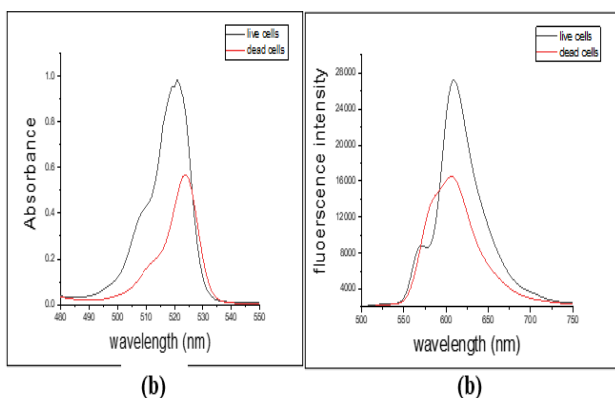 live cells
dead cells
Absorbance
1.0
0.8
0.6
0.4
0.2
0.0
480 490 500 510 520 530 540 550
wavelength (nm)
(b)
live cells
dead cells
fluoerscence intensity
28000
24000
20000
16000
12000
8000
4000
500 550 600 650 700 750
wavelength (nm)
(b)